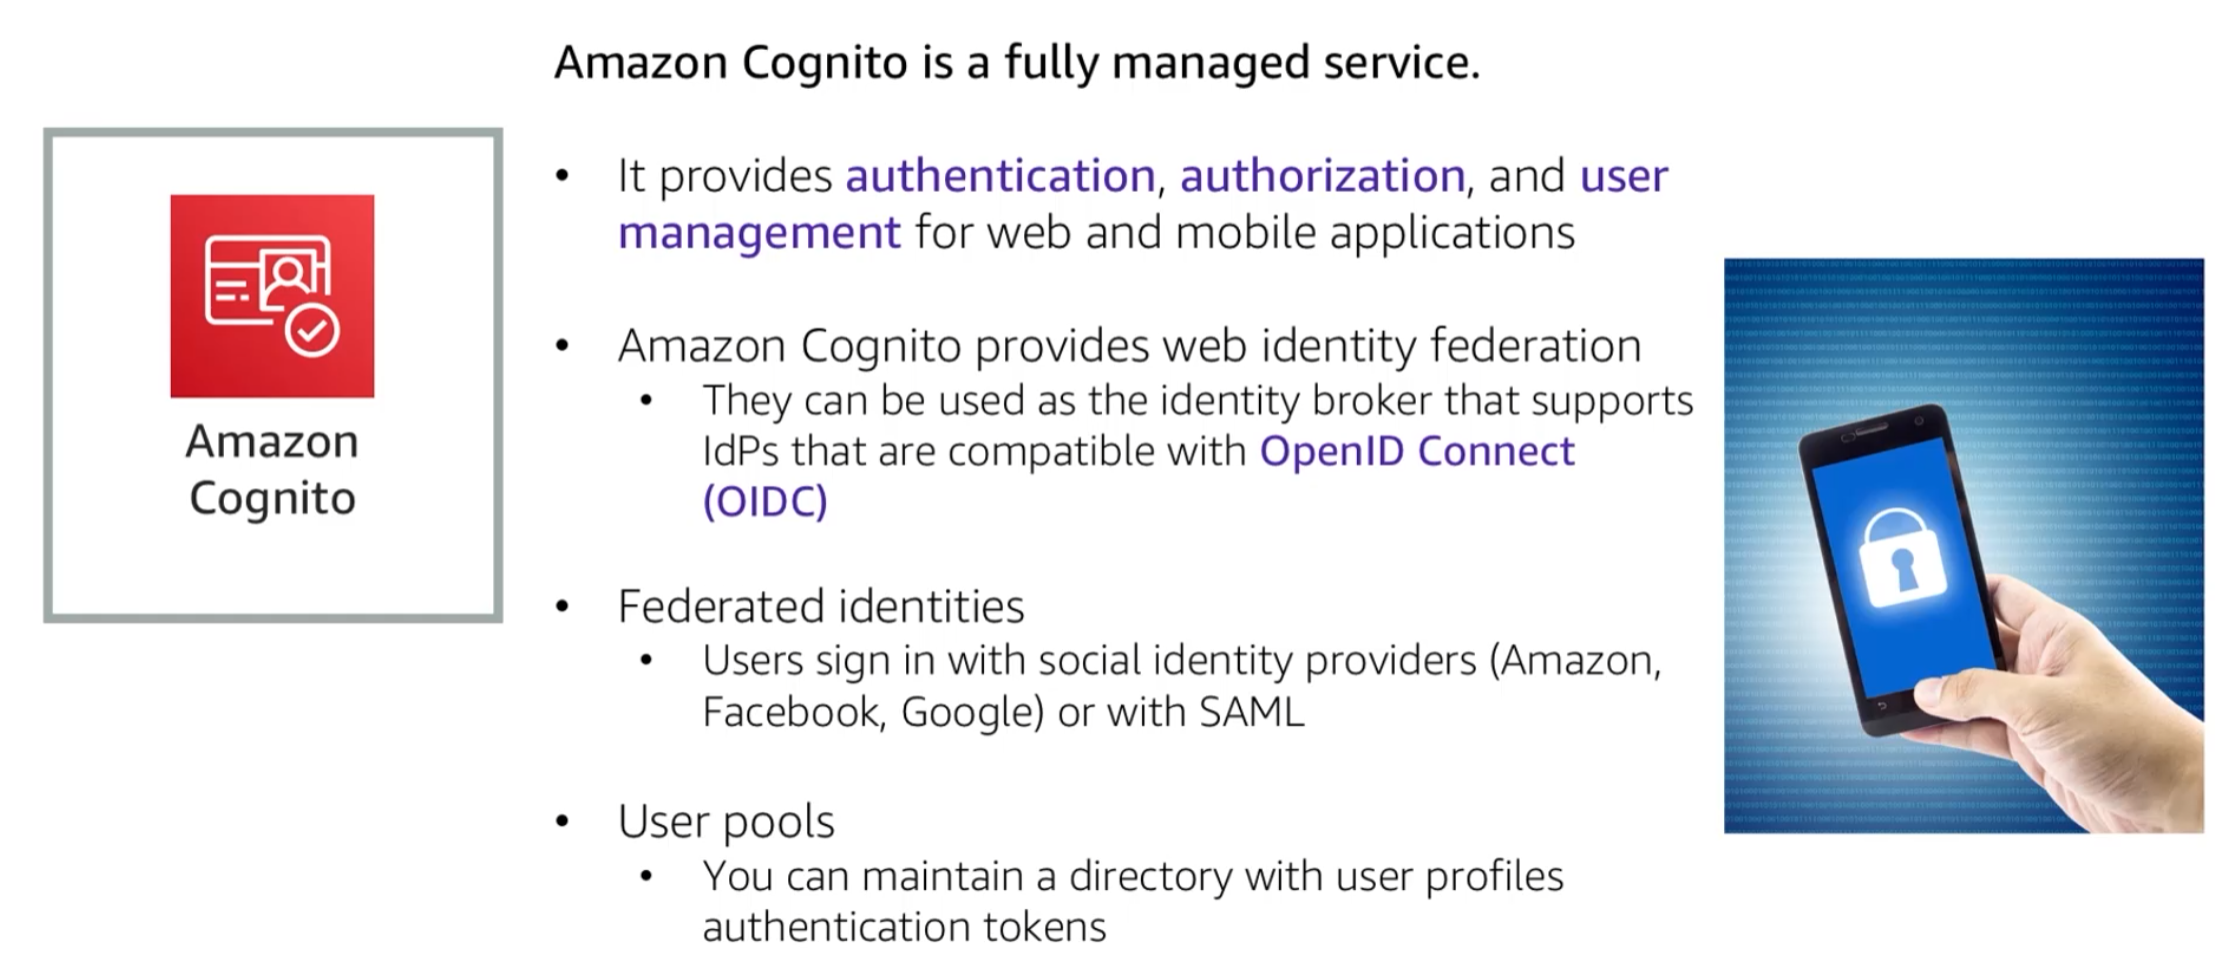 Amazon Cognito is a fully managed service.
Amazon
Cognito
• It provides authentication, authorization, and user
management for web and mobile applications
• Amazon Cognito provides web identity federation
• They can be used as the identity broker that supports
IdPs that are compatible with OpenID Connect
(OIDC)
• Federated identities
• Users sign in with social identity providers (Amazon,
Facebook, Google) or with SAML
• User pools
• You can maintain a directory with user profiles
authentication tokens